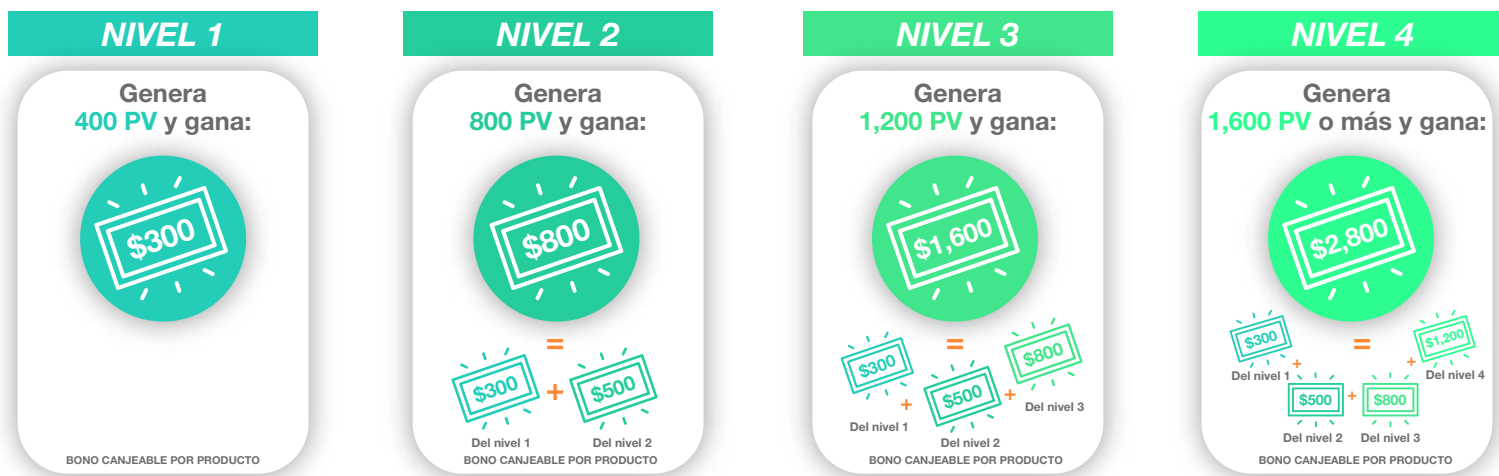 NIVEL 1
Genera
400 PV y gana:
$300
BONO CANJEABLE POR PRODUCTO
NIVEL 2
Genera
800 PV y gana:
$800
=
$300 + $500
Del nivel 1 Del nivel 2
BONO CANJEABLE POR PRODUCTO
NIVEL 3
Genera
1,200 PV y gana:
$1,600
=
$300 + $500 + $800
Del nivel 1 Del nivel 2 Del nivel 3
BONO CANJEABLE POR PRODUCTO
NIVEL 4
Genera
1,600 PV o más y gana:
$2,800
=
$300 + $1,200
Del nivel 1 + Del nivel 4
$500 + $800
Del nivel 2 Del nivel 3
BONO CANJEABLE POR PRODUCTO